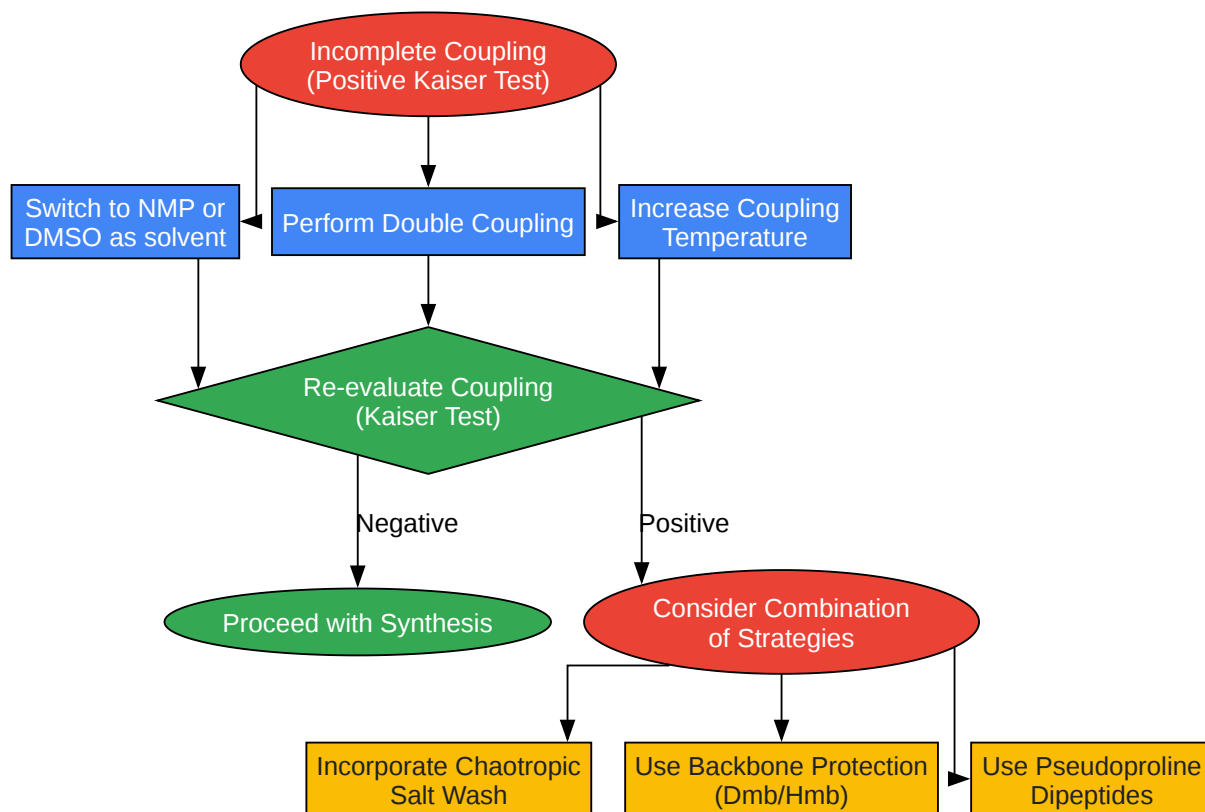 Incomplete Coupling
(Positive Kaiser Test)
Switch to NMP or
DMSO as solvent
Perform Double Coupling
Increase Coupling
Temperature
Re-evaluate Coupling
(Kaiser Test)
Negative
Positive
Proceed with Synthesis
Consider Combination
of Strategies
Incorporate Chaotropic
Salt Wash
Use Backbone Protection
(Dmb/Hmb)
Use Pseudoproline
Dipeptides